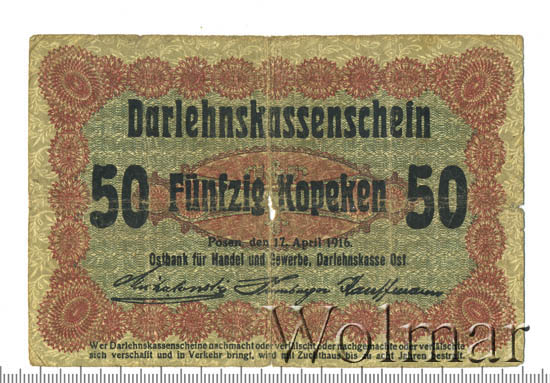 Darlehnskassenschein
50 Fünfzig Kopeken 50
Posen, den 17. April 1916.
Ostbank für Handel und Gewerbe, Darlehnskasse Ost.
Kauffmann
Wer Darlehnskassenscheine nachmacht oder verfälscht oder nachgemachte oder verfälschte
sich verschafft und in Verkehr bringt, wird mit Zuchthaus bis zu acht Jahren bestraft.
Wolmar